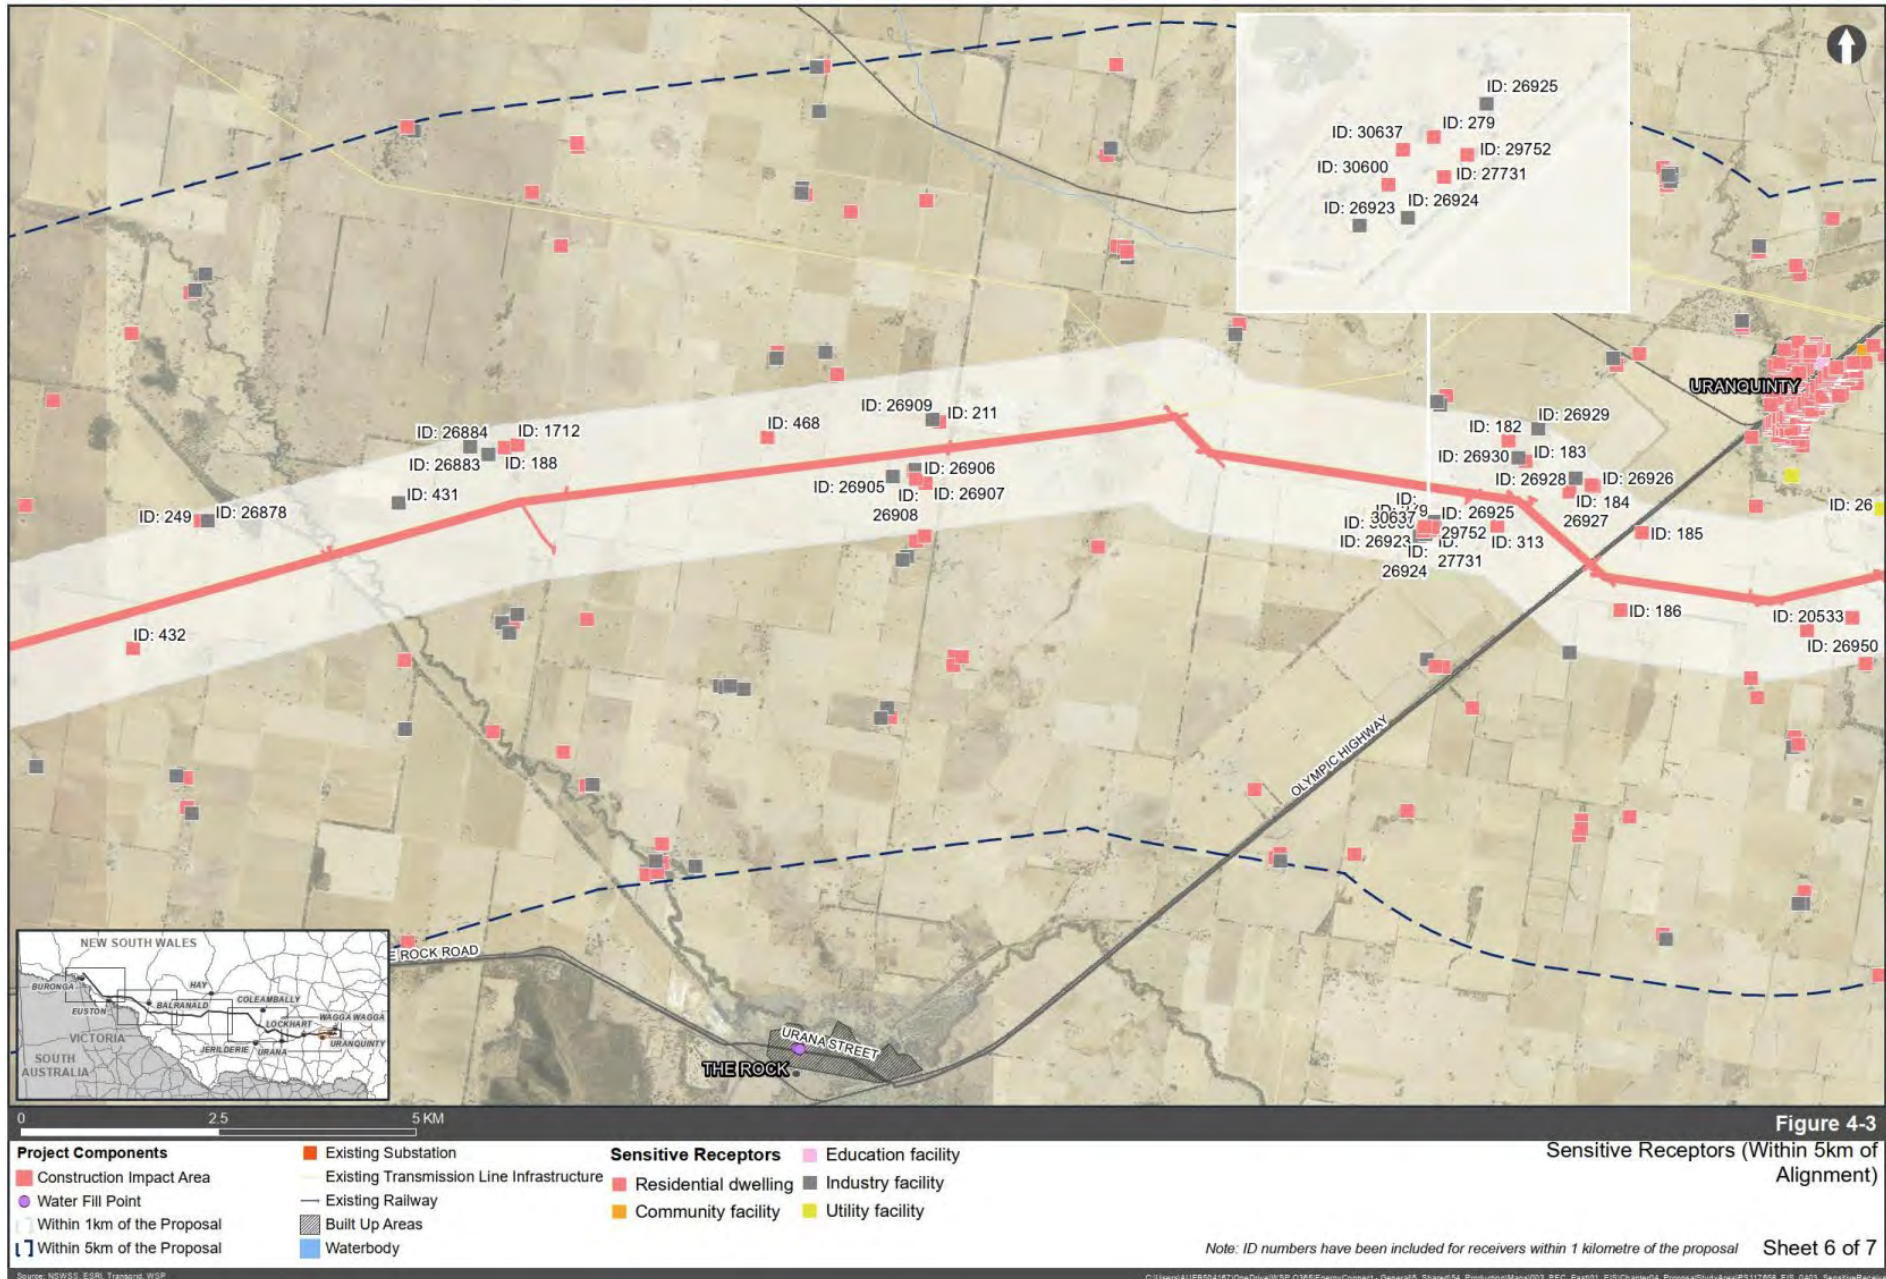 ID: 26925
ID: 279
ID: 30637
ID: 29752
ID: 30600
ID: 27731
ID: 26924
ID: 26923
URANQUINTY
ID: 26909
ID: 211
ID: 468
ID: 26884
ID: 1712
ID: 26883
ID: 188
ID: 182
ID: 26929
ID: 26930
ID: 183
ID: 26906
ID: 26905
ID: 26907
ID:
26908
ID: 26928
ID: 26926
ID: 184
26927
ID: 431
ID: 249
ID: 26878
ID:
30637
ID: 26925
ID: 26923
29752
ID: 313
ID:
26924
ID:
27731
ID: 26
ID: 185
ID: 432
ID: 186
ID: 20533
ID: 26950
OLYMPIC HIGHWAY
E ROCK ROAD
URANA STREET
THE ROCK
NEW SOUTH WALES
BURONGA
HAY
EUSTON
BALRANALD
COLEAMBALLY
LOCKHART
WAGGA WAGGA
VICTORIA
JERILDERIE
URANA
URANQUINTY
SOUTH
AUSTRALIA
0 2.5 5 KM
Figure 4-3
Sensitive Receptors (Within 5km of
Alignment)
Project Components
Construction Impact Area
Water Fill Point
Within 1km of the Proposal
Within 5km of the Proposal
Existing Substation
Existing Transmission Line Infrastructure
Existing Railway
Built Up Areas
Waterbody
Sensitive Receptors
Residential dwelling
Community facility
Education facility
Industry facility
Utility facility
Note: ID numbers have been included for receivers within 1 kilometre of the proposal
Sheet 6 of 7
Source: NSWSS, ESRI, Transgrid, WSP